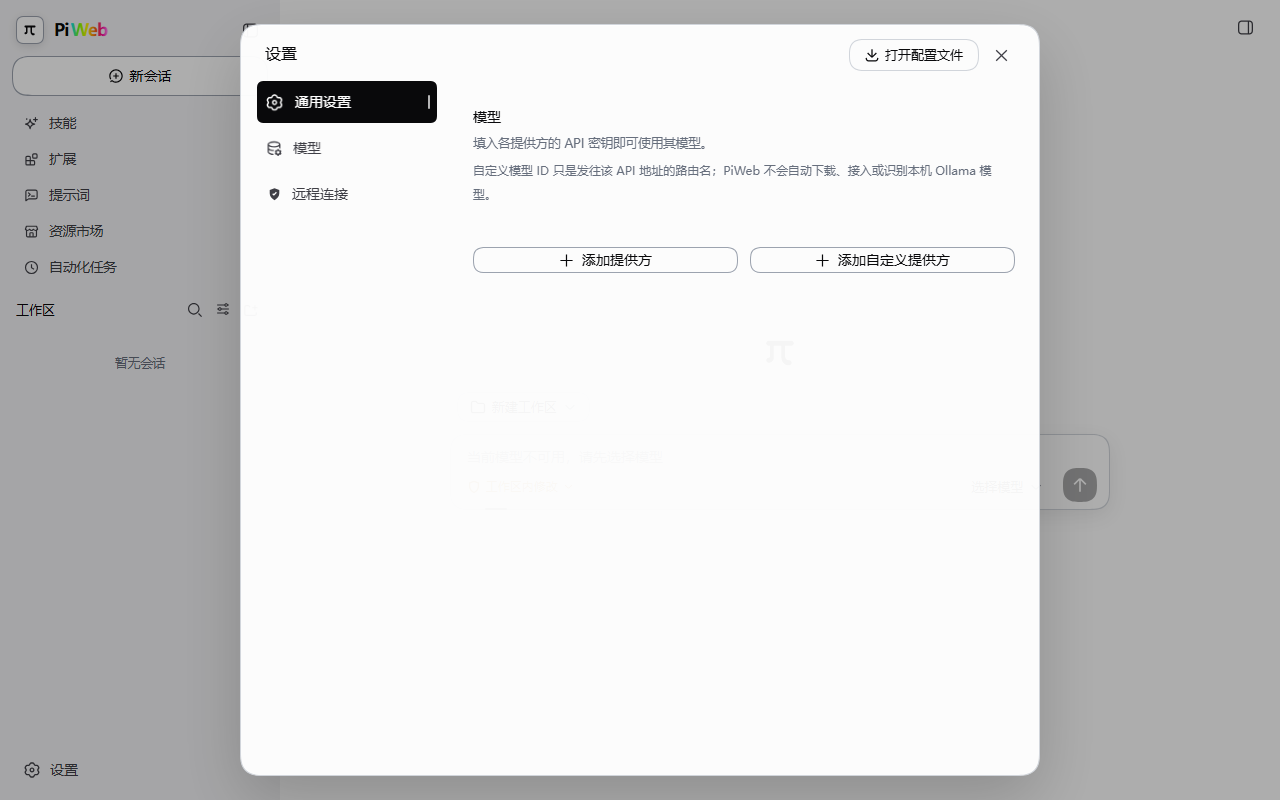 π PiWeb
新会话
技能
扩展
提示词
资源市场
自动化任务
工作区
暂无会话
设置
设置
打开配置文件
通用设置
模型
远程连接
模型
填入各提供方的 API 密钥即可使用其模型。
自定义模型 ID 只是发往该 API 地址的路由名；PiWeb 不会自动下载、接入或识别本机 Ollama 模
型。
添加提供方
添加自定义提供方
π
新建工作区
选择模型